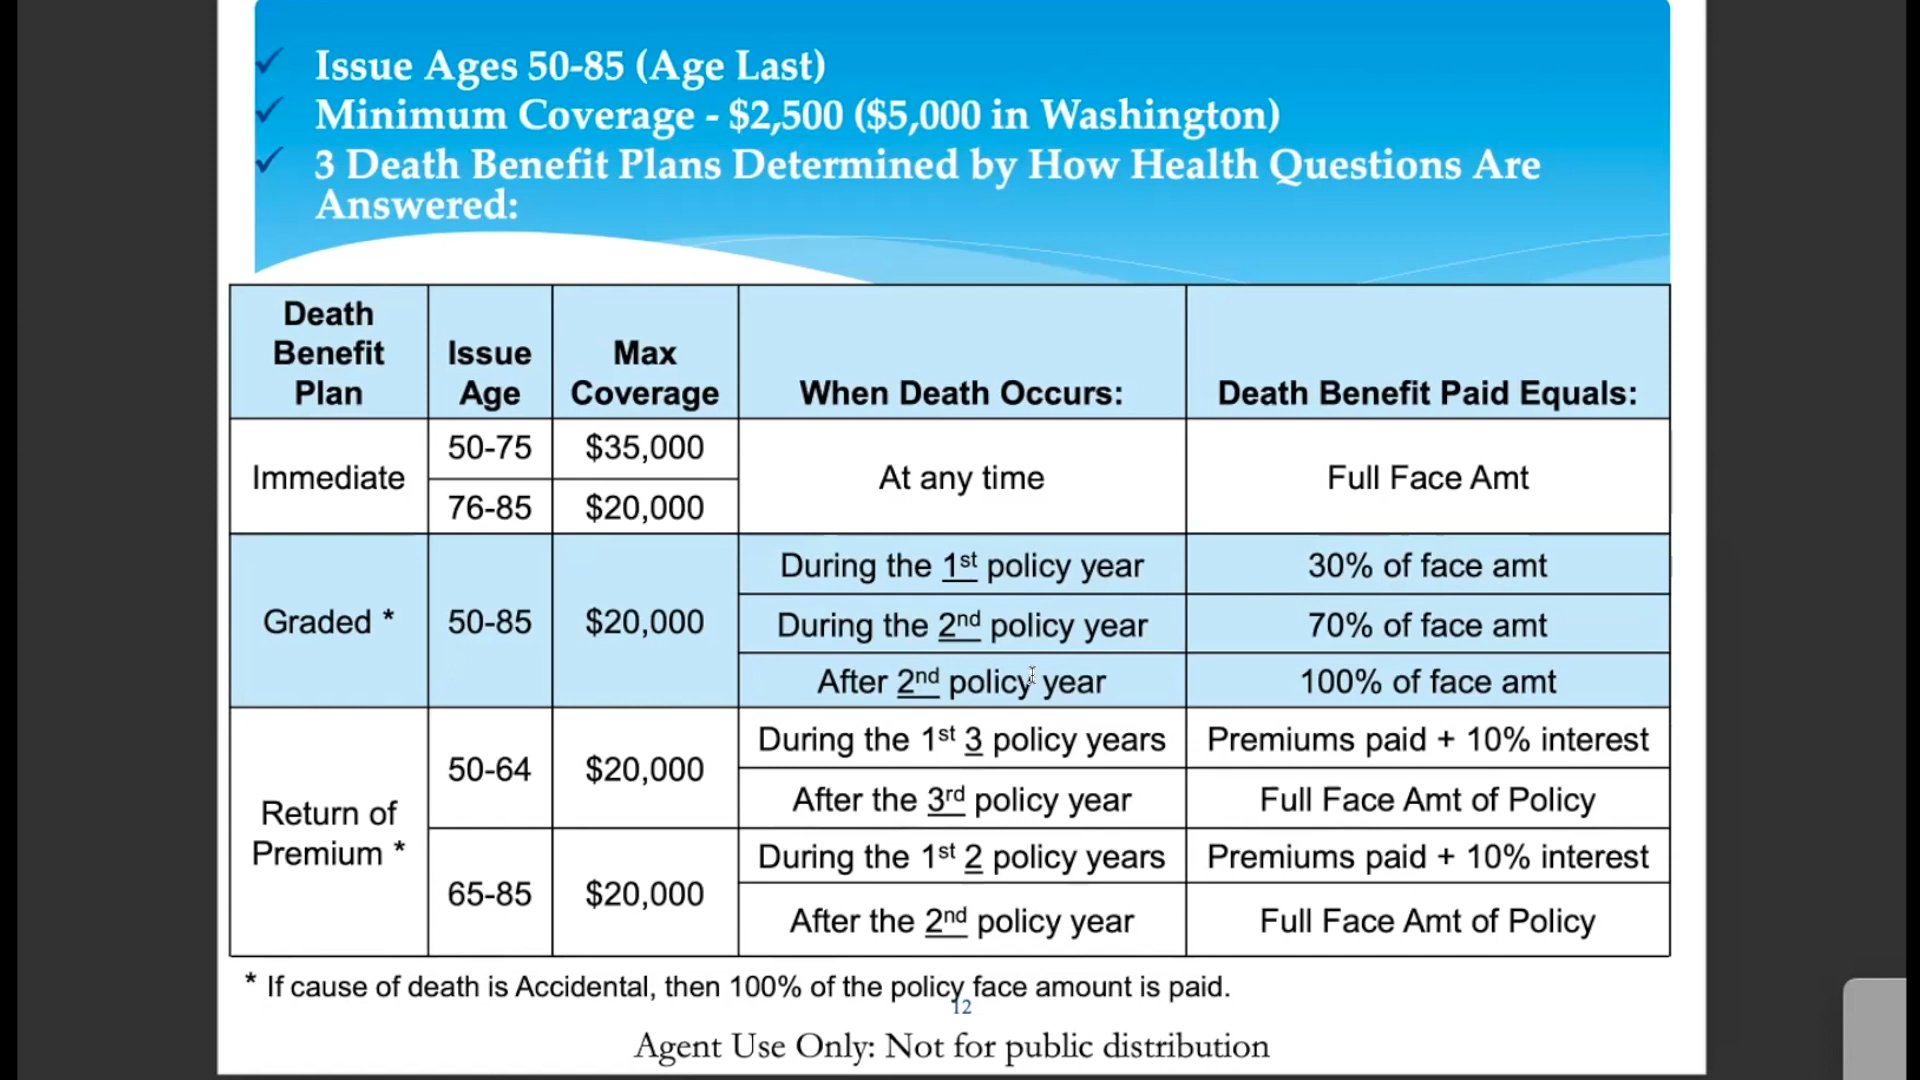 Issue Ages 50-85 (Age Last)
Minimum Coverage - $2,500 ($5,000 in Washington)
3 Death Benefit Plans Determined by How Health Questions Are
Answered:
Death
Benefit
Plan
Issue
Age
Max
Coverage
When Death Occurs:
Death Benefit Paid Equals:
Immediate
50-75
$35,000
76-85
$20,000
At any time
Full Face Amt
Graded *
50-85
$20,000
During the 1st policy year
30% of face amt
During the 2nd policy year
70% of face amt
After 2nd policy year
100% of face amt
Return of
Premium *
50-64
$20,000
During the 1st 3 policy years
Premiums paid + 10% interest
After the 3rd policy year
Full Face Amt of Policy
65-85
$20,000
During the 1st 2 policy years
Premiums paid + 10% interest
After the 2nd policy year
Full Face Amt of Policy
* If cause of death is Accidental, then 100% of the policy face amount is paid.
12
Agent Use Only: Not for public distribution